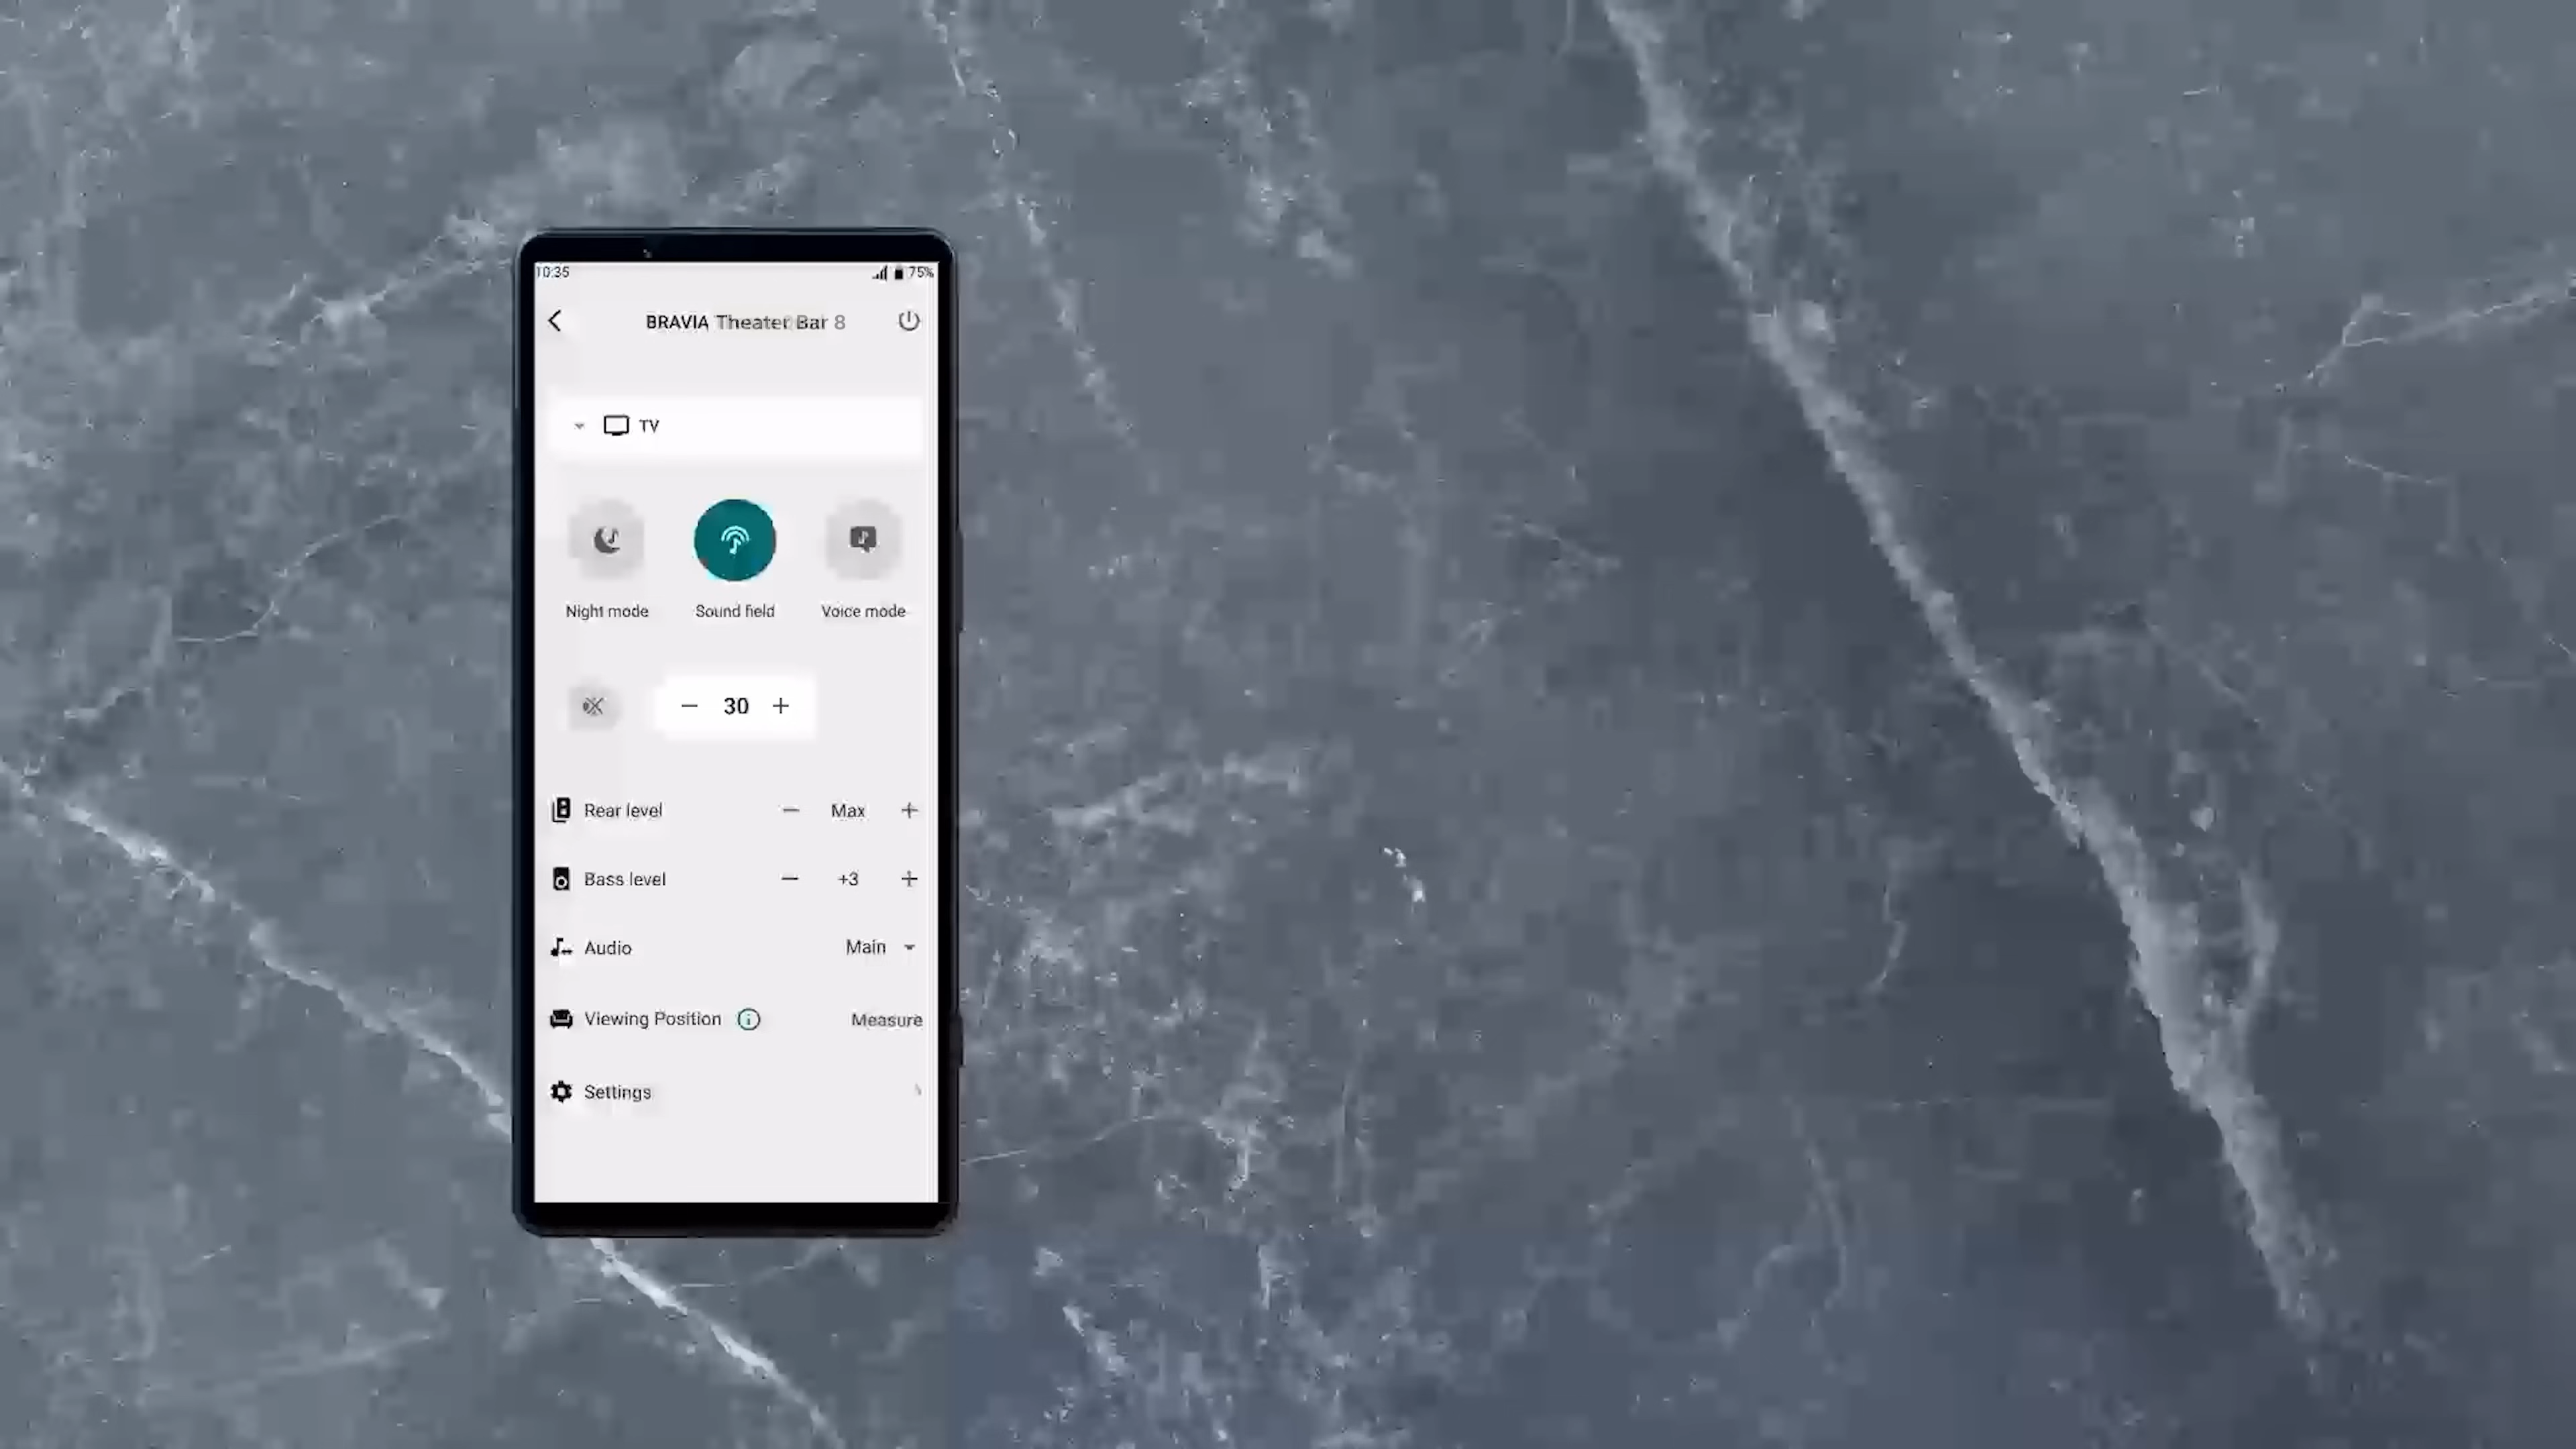 10:35 75%
BRAVIA Theater Bar 8
TV
Night mode Sound field Voice mode
30
Rear level Max
Bass level +3
Audio Main
Viewing Position Measure
Settings